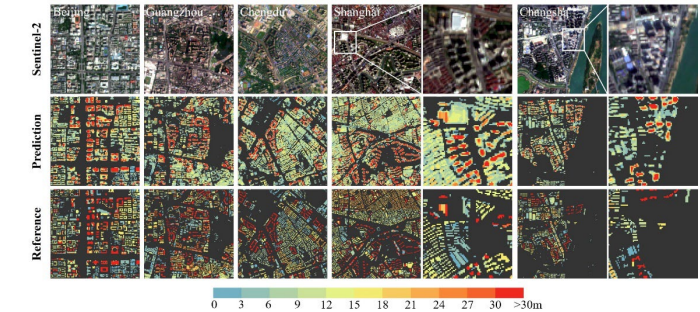 Beijing Guangzhou Chengdu Shanghai Changsha
Sentinel-2
Prediction
Reference
0 3 6 9 12 15 18 21 24 27 30 >30m